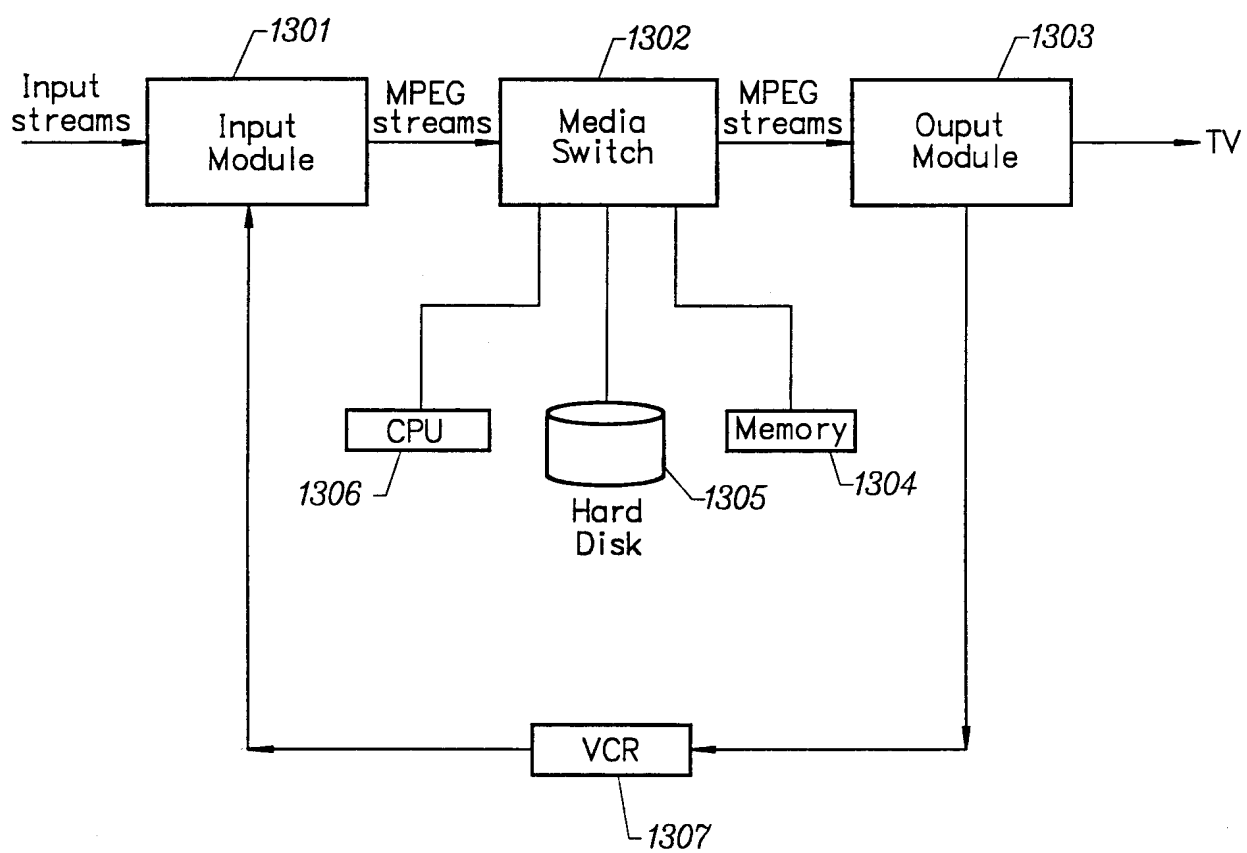 1301
1302
1303
Input
streams
Input
Module
MPEG
streams
Media
Switch
MPEG
streams
Ouput
Module
TV
CPU
1306
Hard
Disk
1305
Memory
1304
VCR
1307